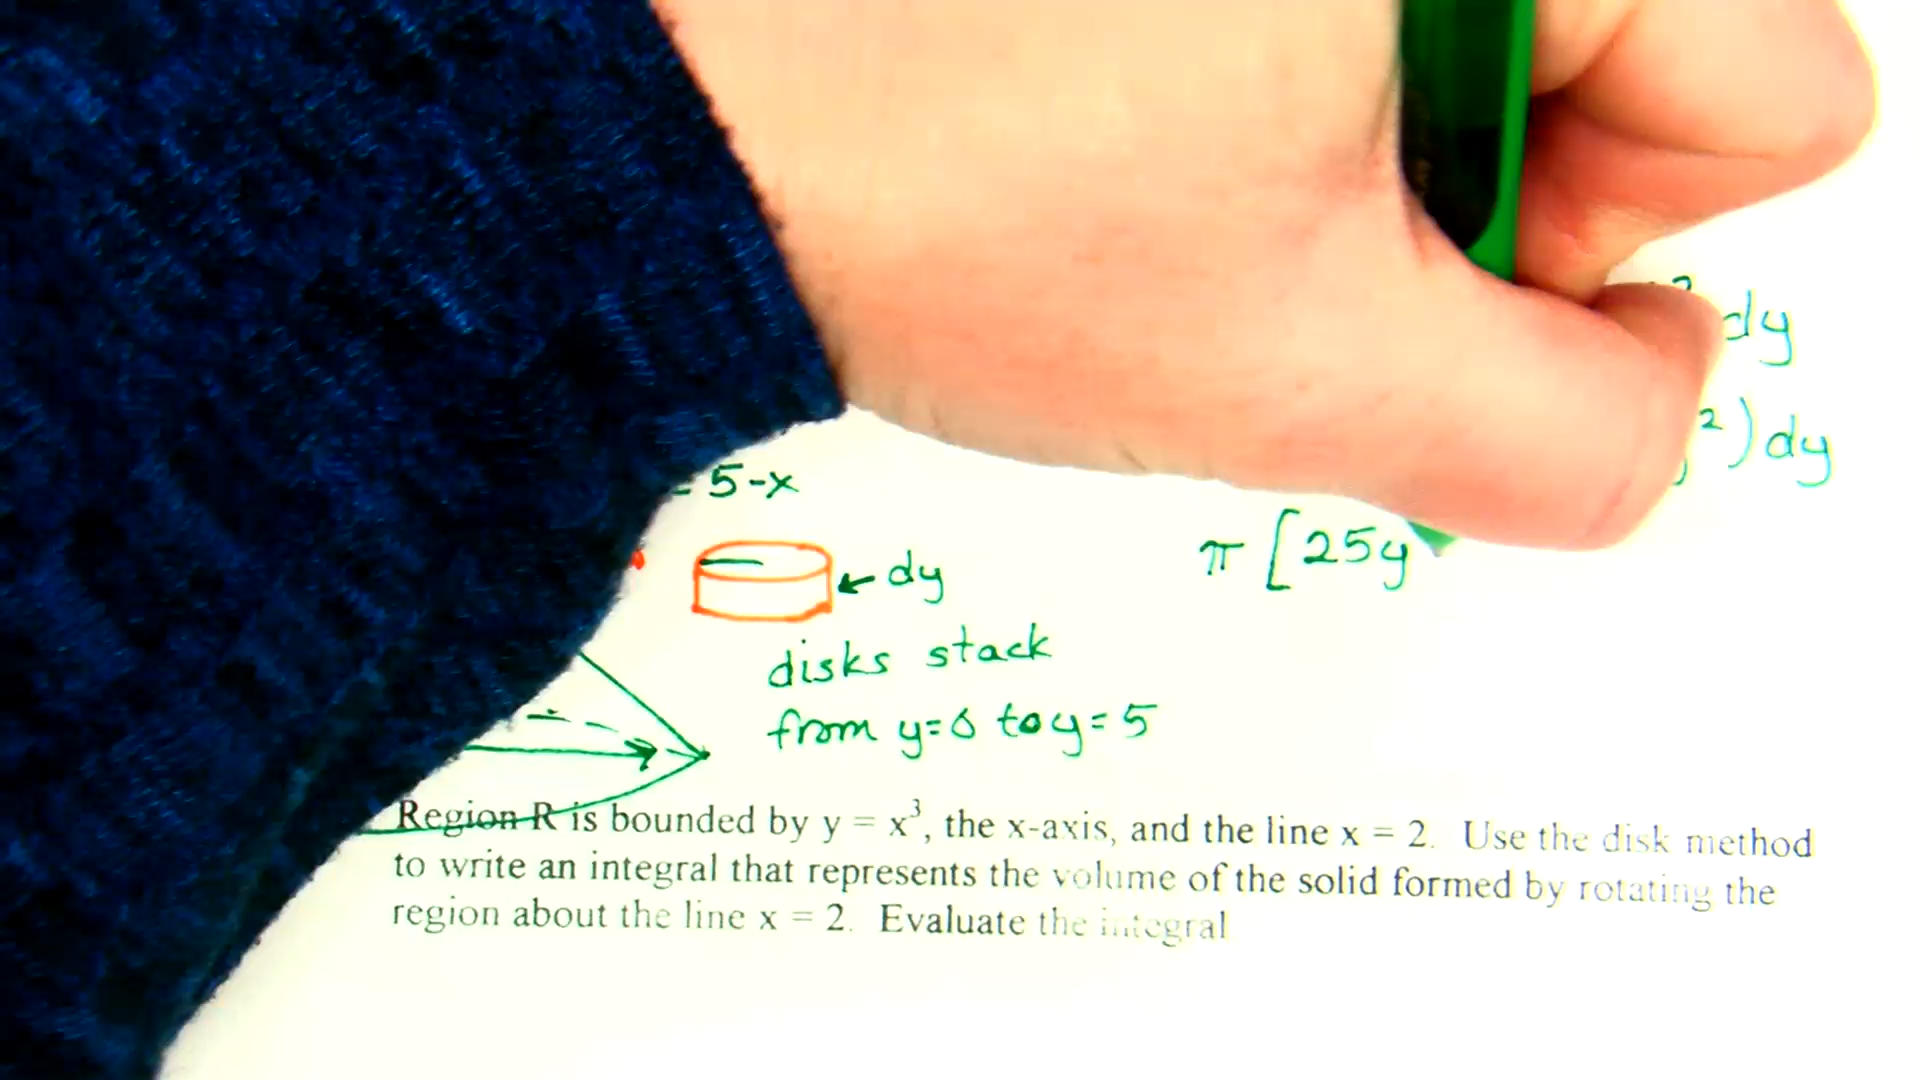 dy
²) dy
= 5-x
π [25y
dy
disks stack
from y=0 to y=5
Region R is bounded by y = x³, the x-axis, and the line x = 2. Use the disk method
to write an integral that represents the volume of the solid formed by rotating the
region about the line x = 2. Evaluate the integral